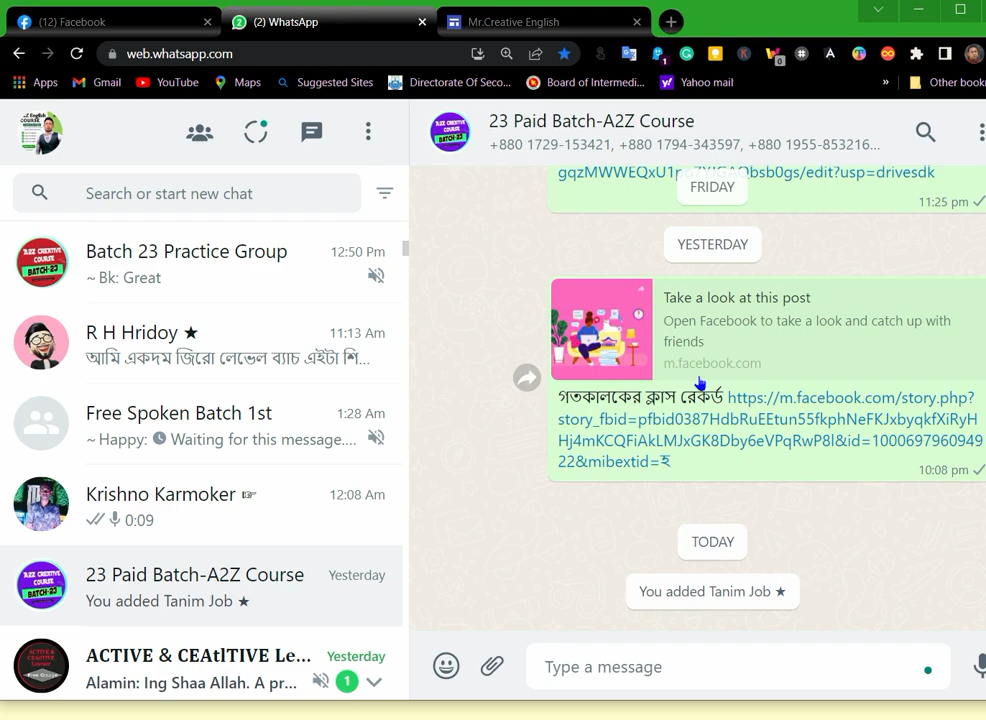 (12) Facebook
(2) WhatsApp
Mr.Creative English
web.whatsapp.com
Apps
Gmail
YouTube
Maps
Suggested Sites
Directorate Of Seco...
Board of Intermedi...
Yahoo mail
»
Other book
23 Paid Batch-A2Z Course
+880 1729-153421, +880 1794-343597, +880 1955-853216...
Search or start new chat
Batch 23 Practice Group
12:50 Pm
~ Bk: Great
R H Hridoy ★
11:13 Am
আমি একদম জিরো লেভেল ব্যাচ এইটা শি...
Free Spoken Batch 1st
1:28 Am
~ Happy: Waiting for this message....
Krishno Karmoker ☞
12:08 Am
0:09
23 Paid Batch-A2Z Course
Yesterday
You added Tanim Job ★
ACTIVE & CEAtITIVE Le...
Yesterday
Alamin: Ing Shaa Allah. A pr...
1
FRIDAY
11:25 pm
YESTERDAY
Take a look at this post
Open Facebook to take a look and catch up with
friends
m.facebook.com
গতকালকের ক্লাস রেকর্ড https://m.facebook.com/story.php?
story_fbid=pfbid0387HdbRuEEtun55fkphNeFKJxbyqkfXiRyH
Hj4mKCQFiAkLMJxGK8Dby6eVPqRwP8l&id=1000697960949
22&mibextid=হ
10:08 pm
TODAY
You added Tanim Job ★
Type a message